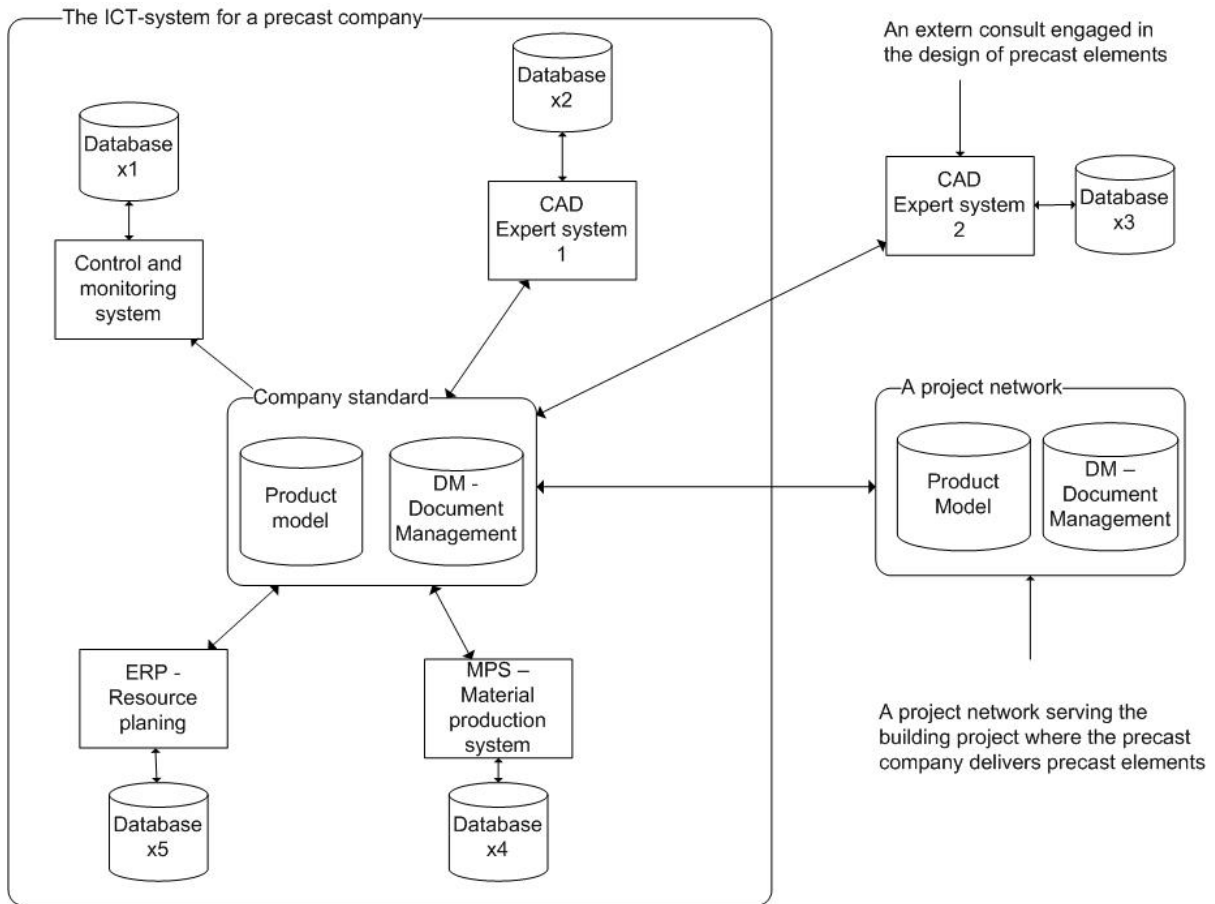 The ICT-system for a precast company
Database
x1
Control and
monitoring
system
Database
x2
CAD
Expert system
1
An extern consult engaged in
the design of precast elements
CAD
Expert system
2
Database
x3
Company standard
Product
model
DM -
Document
Management
A project network
Product
Model
DM –
Document
Management
ERP -
Resource
planing
Database
x5
MPS –
Material
production
system
Database
x4
A project network serving the
building project where the precast
company delivers precast elements